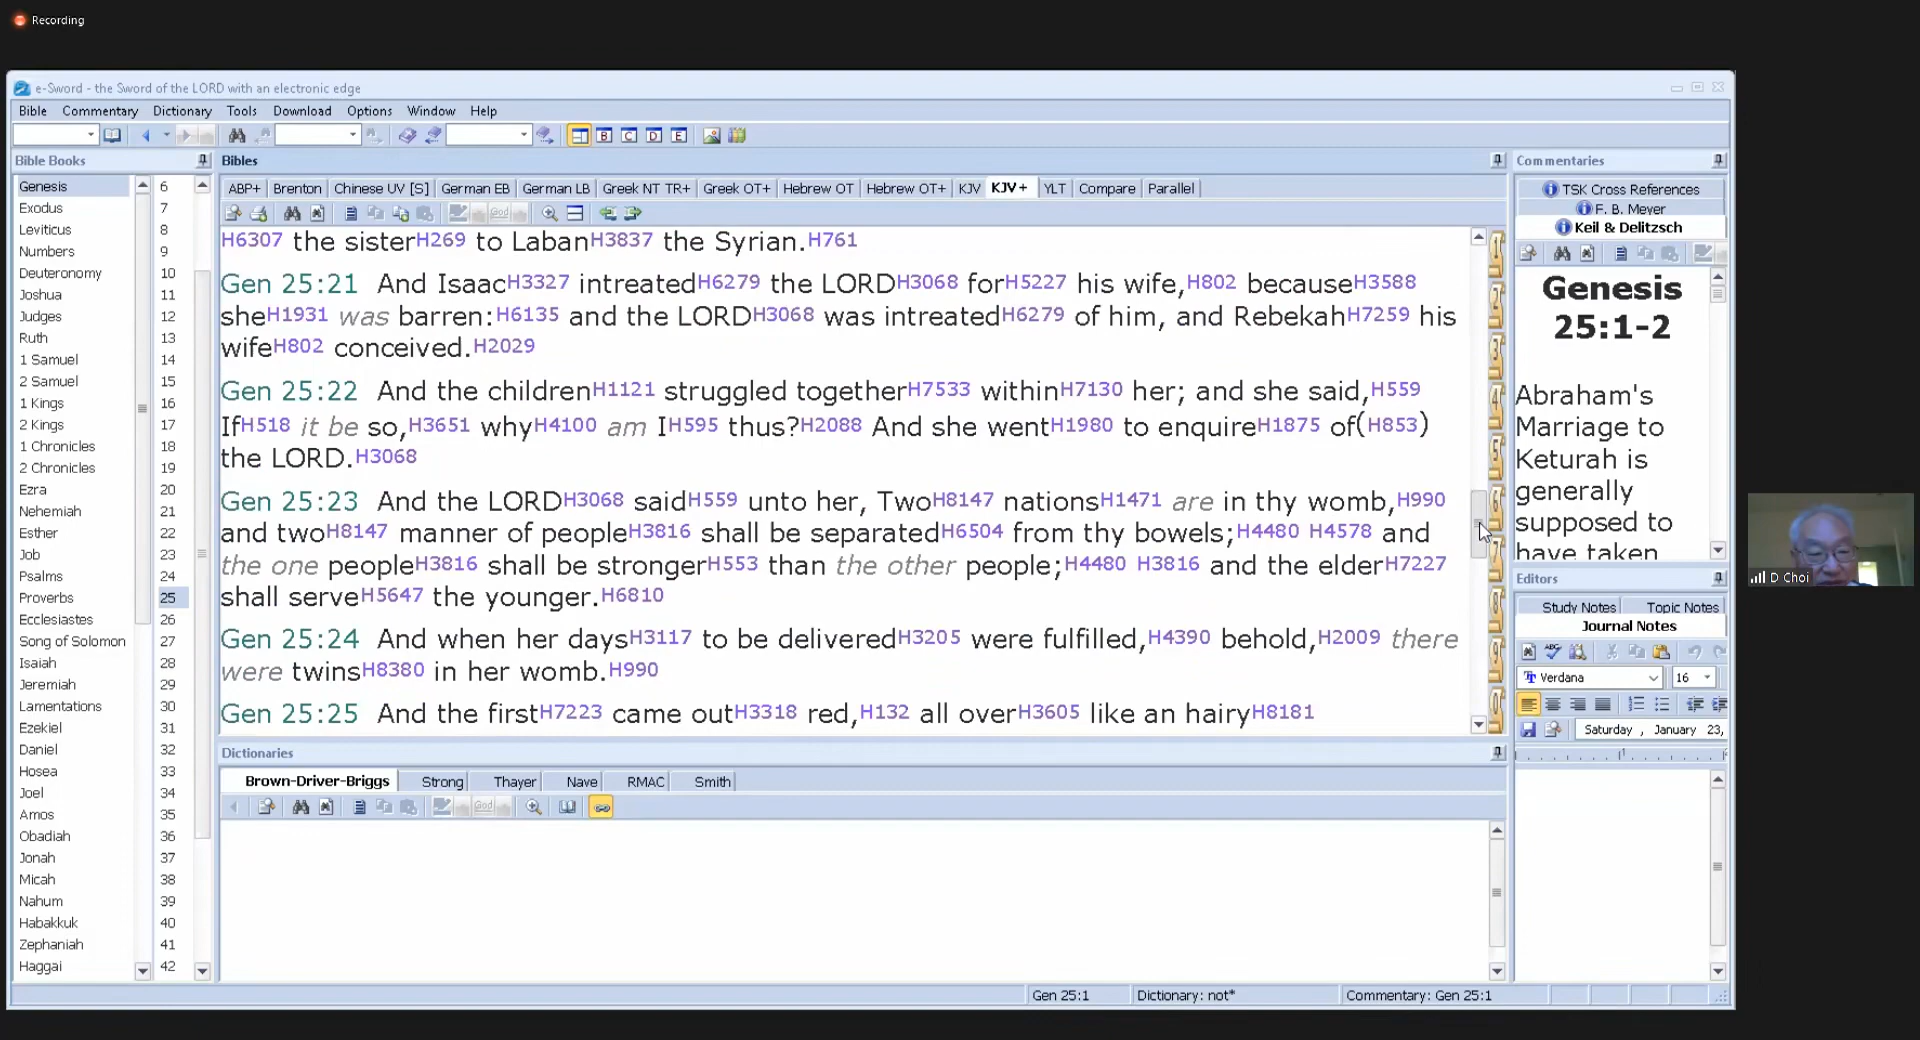 Recording
e-Sword - the Sword of the LORD with an electronic edge
Bible Commentary Dictionary Tools Download Options Window Help
B C D E
Bible Books
Genesis
Exodus
Leviticus
Numbers
Deuteronomy
Joshua
Judges
Ruth
1 Samuel
2 Samuel
1 Kings
2 Kings
1 Chronicles
2 Chronicles
Ezra
Nehemiah
Esther
Job
Psalms
Proverbs
Ecclesiastes
Song of Solomon
Isaiah
Jeremiah
Lamentations
Ezekiel
Daniel
Hosea
Joel
Amos
Obadiah
Jonah
Micah
Nahum
Habakkuk
Zephaniah
Haggai
6
7
8
9
10
11
12
13
14
15
16
17
18
19
20
21
22
23
24
25
26
27
28
29
30
31
32
33
34
35
36
37
38
39
40
41
42
Bibles
ABP+ Brenton Chinese UV [S] German EB German LB Greek NT TR+ Greek OT+ Hebrew OT Hebrew OT+ KJV KJV+ YLT Compare Parallel
God
H6307 the sisterH269 to LabanH3837 the Syrian.H761
Gen 25:21 And IsaacH3327 intreatedH6279 the LORDH3068 forH5227 his wife,H802 becauseH3588
sheH1931 was barren:H6135 and the LORDH3068 was intreatedH6279 of him, and RebekahH7259 his
wifeH802 conceived.H2029
Gen 25:22 And the childrenH1121 struggled togetherH7533 withinH7130 her; and she said,H559
IfH518 it be so,H3651 whyH4100 am IH595 thus?H2088 And she wentH1980 to enquireH1875 of(H853)
the LORD.H3068
Gen 25:23 And the LORDH3068 saidH559 unto her, TwoH8147 nationsH1471 are in thy womb,H990
and twoH8147 manner of peopleH3816 shall be separatedH6504 from thy bowels;H4480 H4578 and
the one peopleH3816 shall be strongerH553 than the other people;H4480 H3816 and the elderH7227
shall serveH5647 the younger.H6810
Gen 25:24 And when her daysH3117 to be deliveredH3205 were fulfilled,H4390 behold,H2009 there
were twinsH8380 in her womb.H990
Gen 25:25 And the firstH7223 came outH3318 red,H132 all overH3605 like an hairyH8181
1
2
3
4
5
6
7
8
9
0
Dictionaries
Brown-Driver-Briggs Strong Thayer Nave RMAC Smith
God
Commentaries
TSK Cross References
F. B. Meyer
Keil & Delitzsch
Genesis
25:1-2
Abraham's
Marriage to
Keturah is
generally
supposed to
have taken
Editors
Study Notes Topic Notes
Journal Notes
ABC
Verdana 16
Saturday , January 23,
1
D Choi
Gen 25:1 Dictionary: not* Commentary: Gen 25:1